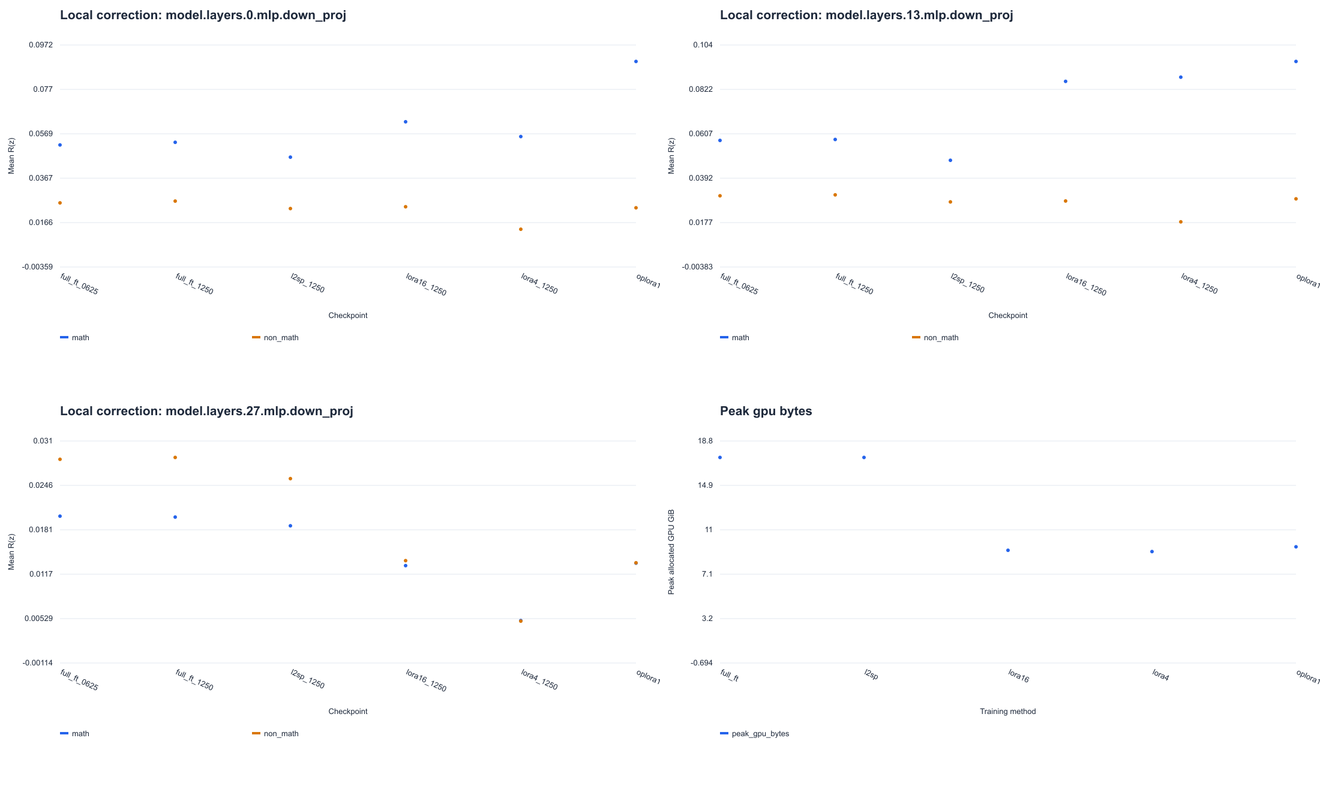 Local correction: model.layers.0.mlp.down_proj
0.0972
0.077
0.0569
0.0367
0.0166
-0.00359
Mean R(z)
full_ft_0625
full_ft_1250
l2sp_1250
lora16_1250
lora4_1250
oplora1
Checkpoint
math
non_math
Local correction: model.layers.13.mlp.down_proj
0.104
0.0822
0.0607
0.0392
0.0177
-0.00383
Mean R(z)
full_ft_0625
full_ft_1250
l2sp_1250
lora16_1250
lora4_1250
oplora1
Checkpoint
math
non_math
Local correction: model.layers.27.mlp.down_proj
0.031
0.0246
0.0181
0.0117
0.00529
-0.00114
Mean R(z)
full_ft_0625
full_ft_1250
l2sp_1250
lora16_1250
lora4_1250
oplora1
Checkpoint
math
non_math
Peak gpu bytes
18.8
14.9
11
7.1
3.2
-0.694
Peak allocated GPU GiB
full_ft
l2sp
lora16
lora4
oplora1
Training method
peak_gpu_bytes